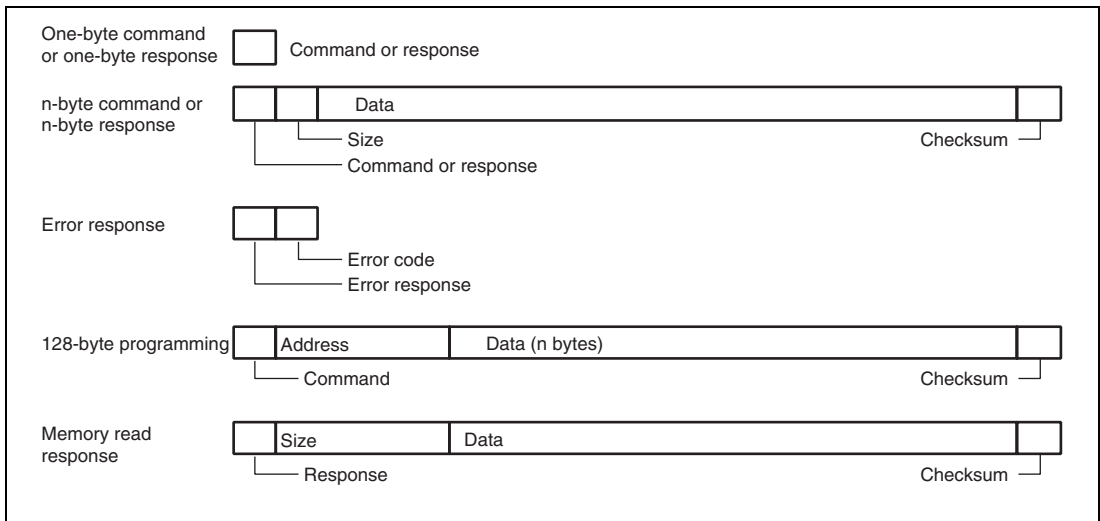 One-byte command
or one-byte response
Command or response
n-byte command or
n-byte response
Data
Size
Checksum
Command or response
Error response
Error code
Error response
128-byte programming
Address
Data (n bytes)
Command
Checksum
Memory read
response
Size
Data
Response
Checksum